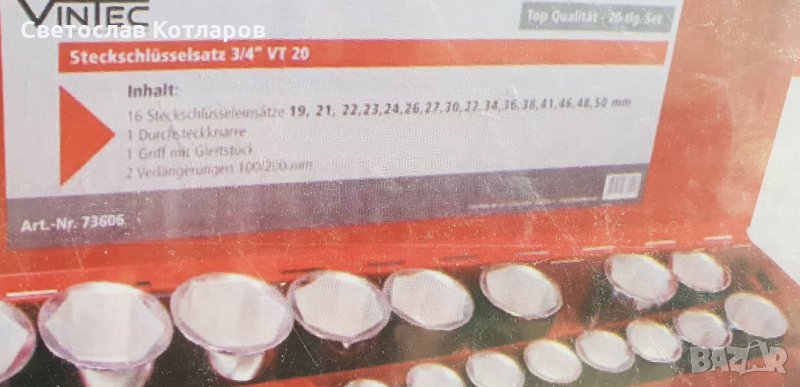 VINTEC
Светослав Котларов
Top Qualität - 20-tlg. Set
Steckschlüsselsatz 3/4" VT 20
Inhalt:
16 Steckschlüsseleinsätze 19, 21, 22,23,24,26,27,30,32,34,36,38,41,46,48,50 mm
1 Durchsteckknarre
1 Griff mit Gleitstück
2 Verlängerungen 100/200 mm
Art.-Nr. 73606
BAZAR